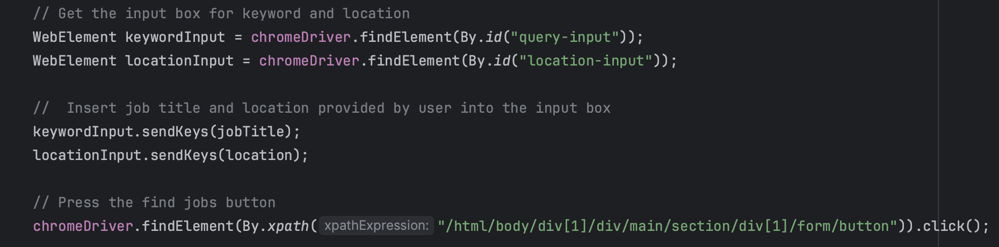 // Get the input box for keyword and location
WebElement keywordInput = chromeDriver.findElement(By.id("query-input"));
WebElement locationInput = chromeDriver.findElement(By.id("location-input"));
//  Insert job title and location provided by user into the input box
keywordInput.sendKeys(jobTitle);
locationInput.sendKeys(location);
// Press the find jobs button
chromeDriver.findElement(By.xpath( xpathExpression: "/html/body/div[1]/div/main/section/div[1]/form/button")).click();